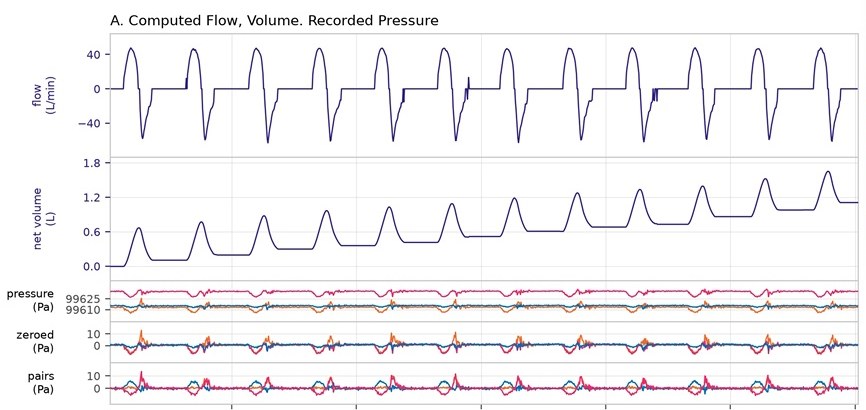 A. Computed Flow, Volume. Recorded Pressure
40
0
−40
flow
(L/min)
1.8
1.2
0.6
0.0
net volume
(L)
pressure
(Pa)
99625
99610
zeroed
(Pa)
10
0
pairs
(Pa)
10
0